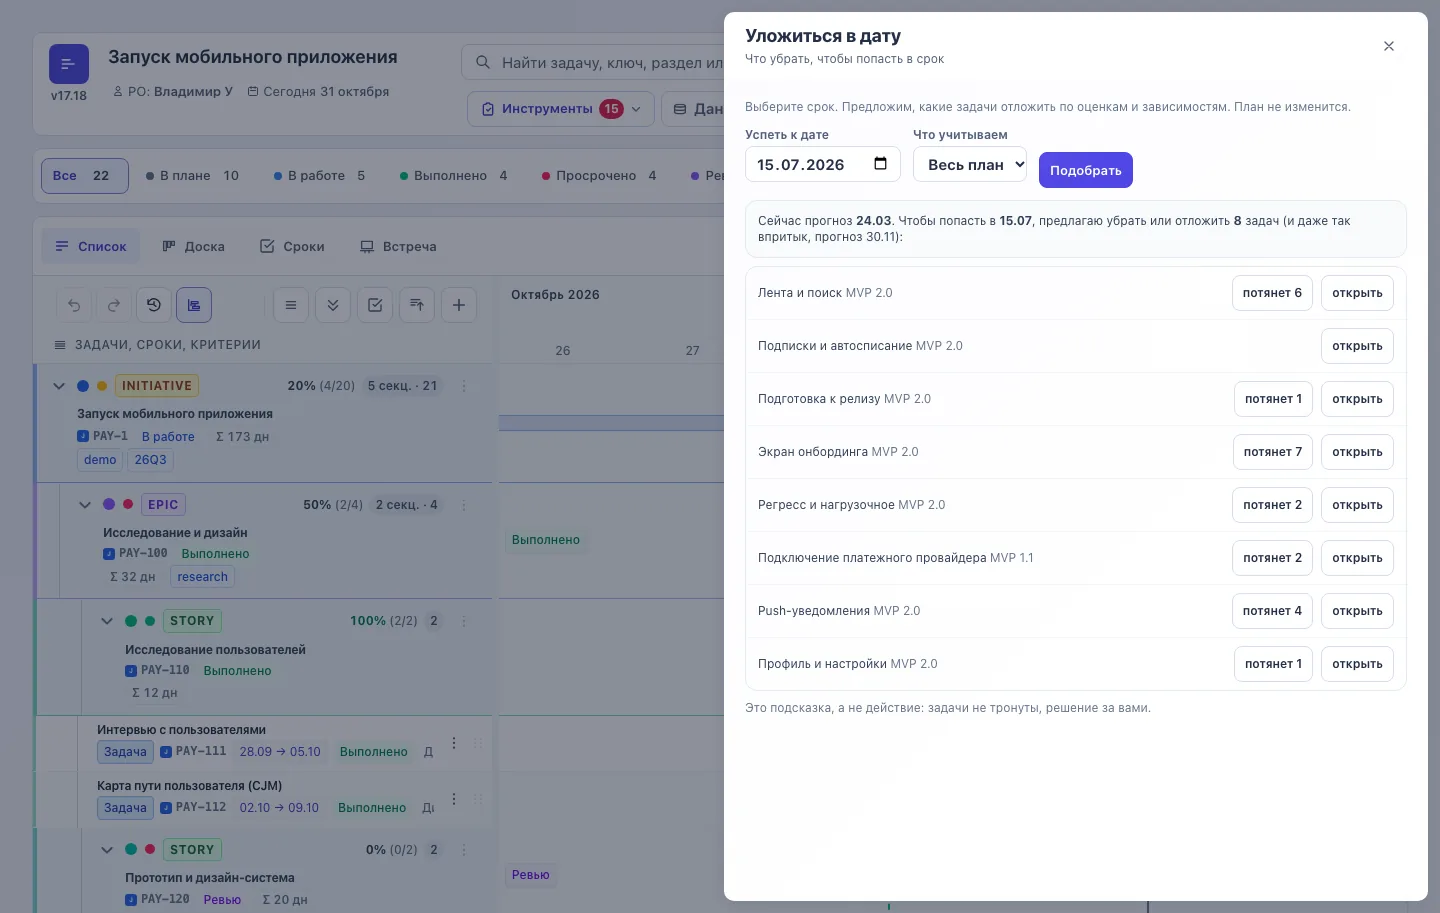 Запуск мобильного приложения
v17.18
PO: Владимир У
Сегодня 31 октября
Найти задачу, ключ, раздел ил
Инструменты 15
Дан
Все 22
В плане 10
В работе 5
Выполнено 4
Просрочено 4
Рев
Список
Доска
Сроки
Встреча
Октябрь 2026
ЗАДАЧИ, СРОКИ, КРИТЕРИИ
26
27
INITIATIVE
20% (4/20) 5 секц. · 21
Запуск мобильного приложения
PAY-1 В работе Σ 173 дн
demo 26Q3
EPIC
50% (2/4) 2 секц. · 4
Исследование и дизайн
PAY-100 Выполнено
Σ 32 дн research
Выполнено
STORY
100% (2/2) 2
Исследование пользователей
PAY-110 Выполнено
Σ 12 дн
Интервью с пользователями
Задача PAY-111 28.09 → 05.10 Выполнено Д
Карта пути пользователя (CJM)
Задача PAY-112 02.10 → 09.10 Выполнено
STORY
0% (0/2) 2
Прототип и дизайн-система
PAY-120 Ревью Σ 20 дн
Ревью
Уложиться в дату
Что убрать, чтобы попасть в срок
Выберите срок. Предложим, какие задачи отложить по оценкам и зависимостям. План не изменится.
Успеть к дате
Что учитываем
15.07.2026
Весь план
Подобрать
Сейчас прогноз 24.03. Чтобы попасть в 15.07, предлагаю убрать или отложить 8 задач (и даже так
впритык, прогноз 30.11):
Лента и поиск MVP 2.0 потянет 6 открыть
Подписки и автосписание MVP 2.0 открыть
Подготовка к релизу MVP 2.0 потянет 1 открыть
Экран онбординга MVP 2.0 потянет 7 открыть
Регресс и нагрузочное MVP 2.0 потянет 2 открыть
Подключение платежного провайдера MVP 1.1 потянет 2 открыть
Push-уведомления MVP 2.0 потянет 4 открыть
Профиль и настройки MVP 2.0 потянет 1 открыть
Это подсказка, а не действие: задачи не тронуты, решение за вами.